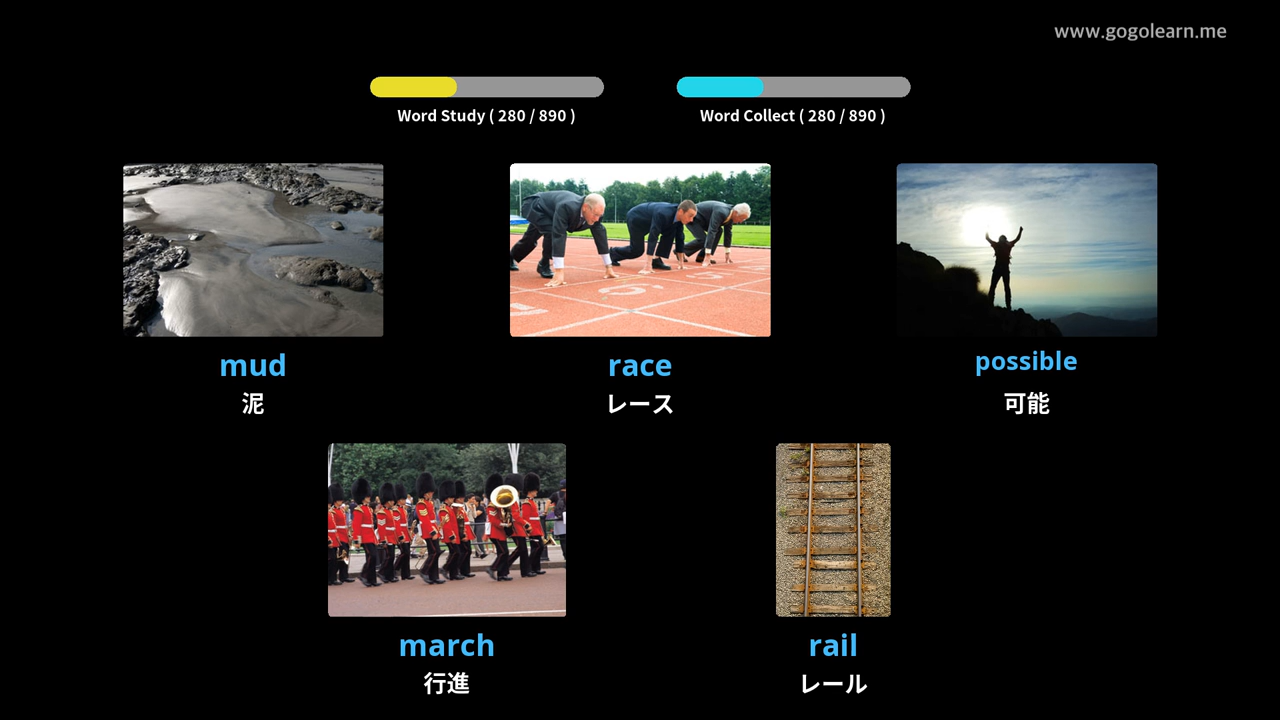 www.gogolearn.me
Word Study ( 280 / 890 )
Word Collect ( 280 / 890 )
mud
泥
race
レース
possible
可能
march
行進
rail
レール